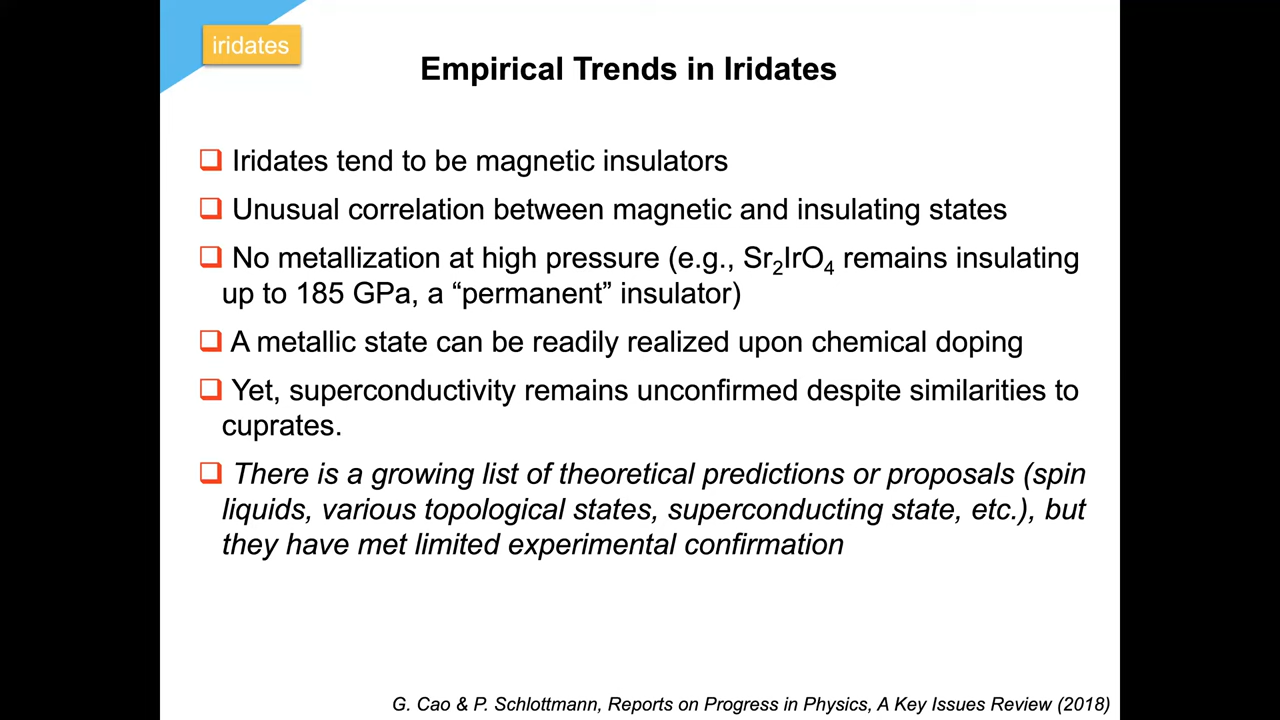 iridates
Empirical Trends in Iridates
❑ Iridates tend to be magnetic insulators
❑ Unusual correlation between magnetic and insulating states
❑ No metallization at high pressure (e.g., Sr₂IrO₄ remains insulating
up to 185 GPa, a “permanent” insulator)
❑ A metallic state can be readily realized upon chemical doping
❑ Yet, superconductivity remains unconfirmed despite similarities to
cuprates.
❑ There is a growing list of theoretical predictions or proposals (spin
liquids, various topological states, superconducting state, etc.), but
they have met limited experimental confirmation
G. Cao & P. Schlottmann, Reports on Progress in Physics, A Key Issues Review (2018)